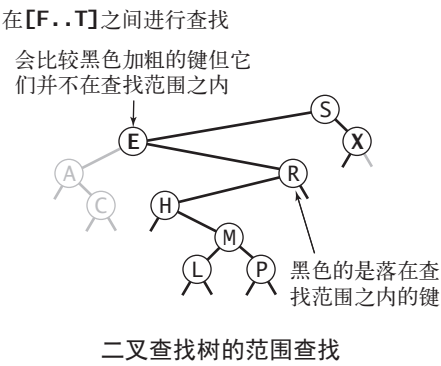 在[F..T]之间进行查找
会比较黑色加粗的键但它
们并不在查找范围之内
S
E
X
A
R
C
H
M
L
P
黑色的是落在查
找范围之内的键
二叉查找树的范围查找